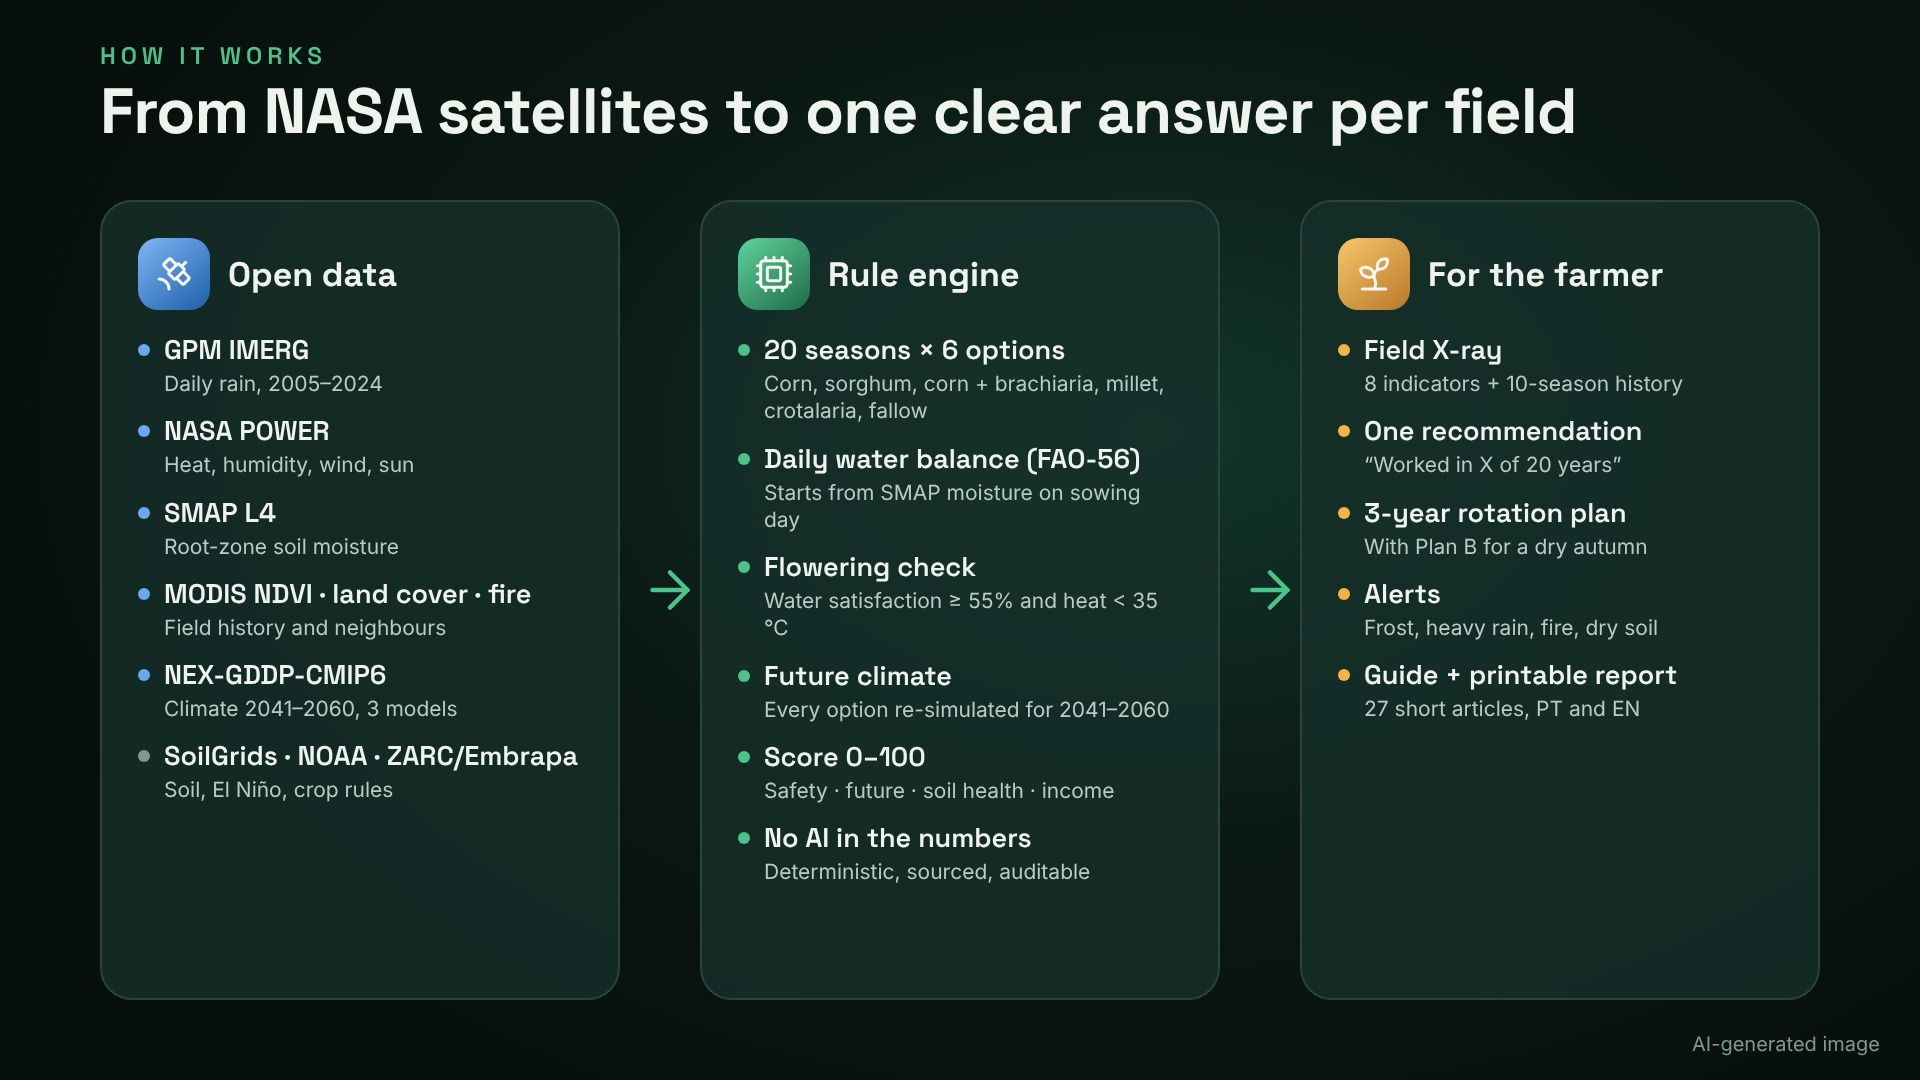 HOW IT WORKS
From NASA satellites to one clear answer per field
Open data
GPM IMERG
Daily rain, 2005–2024
NASA POWER
Heat, humidity, wind, sun
SMAP L4
Root-zone soil moisture
MODIS NDVI · land cover · fire
Field history and neighbours
NEX-GDDP-CMIP6
Climate 2041–2060, 3 models
SoilGrids · NOAA · ZARC/Embrapa
Soil, El Niño, crop rules
Rule engine
20 seasons × 6 options
Corn, sorghum, corn + brachiaria, millet,
crotalaria, fallow
Daily water balance (FAO-56)
Starts from SMAP moisture on sowing
day
Flowering check
Water satisfaction ≥ 55% and heat < 35
°C
Future climate
Every option re-simulated for 2041–2060
Score 0–100
Safety · future · soil health · income
No AI in the numbers
Deterministic, sourced, auditable
For the farmer
Field X-ray
8 indicators + 10-season history
One recommendation
“Worked in X of 20 years”
3-year rotation plan
With Plan B for a dry autumn
Alerts
Frost, heavy rain, fire, dry soil
Guide + printable report
27 short articles, PT and EN
AI-generated image